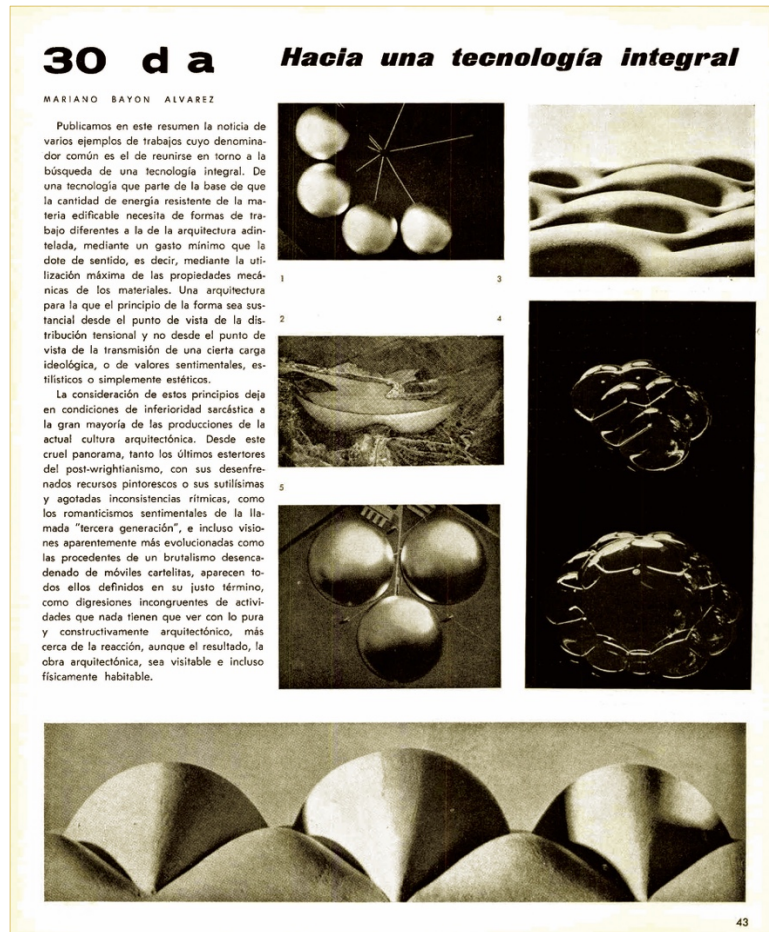 30 d a
Hacia una tecnología integral
MARIANO BAYON ALVAREZ
Publicamos en este resumen la noticia de
varios ejemplos de trabajos cuyo denomina-
dor común es el de reunirse en torno a la
búsqueda de una tecnología integral. De
una tecnología que parte de la base de que
la cantidad de energía resistente de la ma-
teria edificable necesita de formas de tra-
bajo diferentes a la de la arquitectura adin-
telada, mediante un gasto mínimo que la
dote de sentido, es decir, mediante la uti-
lización máxima de las propiedades mecá-
nicas de los materiales. Una arquitectura
para la que el principio de la forma sea sus-
tancial desde el punto de vista de la dis-
tribución tensional y no desde el punto de
vista de la transmisión de una cierta carga
ideológica, o de valores sentimentales, es-
tilísticos o simplemente estéticos.
La consideración de estos principios deja
en condiciones de inferioridad sarcástica a
la gran mayoría de las producciones de la
actual cultura arquitectónica. Desde este
cruel panorama, tanto los últimos estertores
del post-wrightianismo, con sus desenfre-
nados recursos pintorescos o sus sutilísimas
y agotadas inconsistencias rítmicas, como
los romanticismos sentimentales de la lla-
mada "tercera generación", e incluso visio-
nes aparentemente más evolucionadas como
las procedentes de un brutalismo desenca-
denado de móviles cartelitas, aparecen to-
dos ellos definidos en su justo término,
como digresiones incongruentes de activi-
dades que nada tienen que ver con lo pura
y constructivamente arquitectónico, más
cerca de la reacción, aunque el resultado, la
obra arquitectónica, sea visitable e incluso
físicamente habitable.
1
3
2
4
5
43